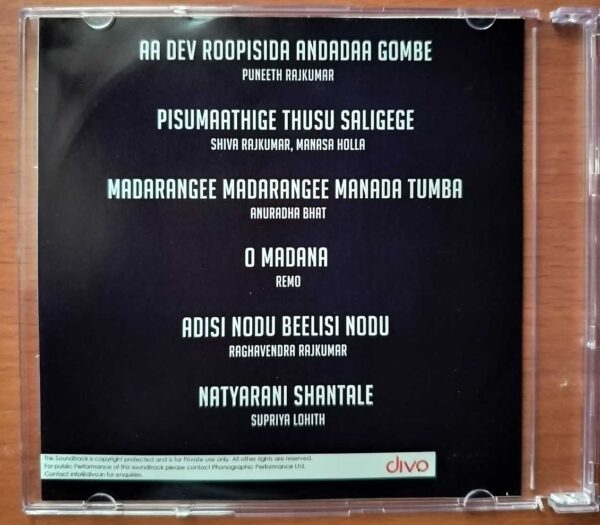 AA DEV ROOPISIDA ANDADAA GOMBE
PUNEETH RAJKUMAR
PISUMAATHIGE THUSU SALIGEGE
SHIVA RAJKUMAR, MANASA HOLLA
MADARANGEE MADARANGEE MANADA TUMBA
ANURADHA BHAT
O MADANA
REMO
ADISI NODU BEELISI NODU
RAGHAVENDRA RAJKUMAR
NATYARANI SHANTALE
SUPRIYA LOHITH
This Soundtrack is copyright protected and is for Private use only. All other rights are reserved.
For public Performance of this soundtrack please contact Phonographic Performance Ltd.
Contact info@divo.in for enquiries.
divo